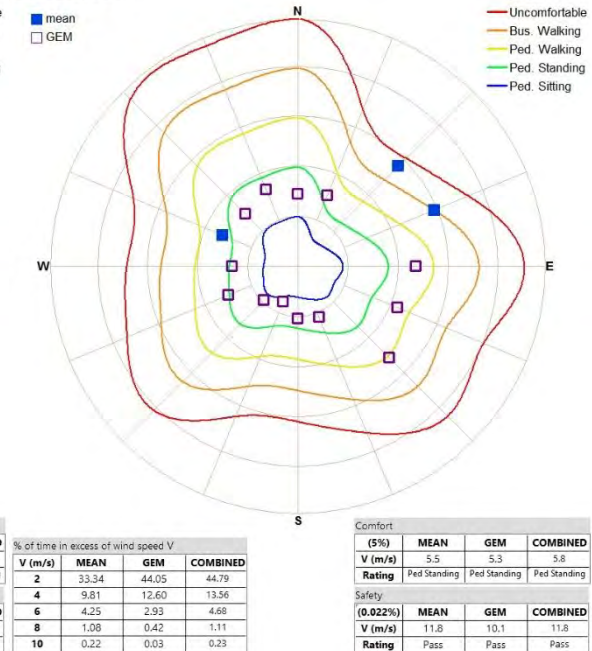 N
mean
GEM
Uncomfortable
Bus. Walking
Ped. Walking
Ped. Standing
Ped. Sitting
W
E
S
% of time in excess of wind speed V
V (m/s) MEAN GEM COMBINED
2 33.34 44.05 44.79
4 9.81 12.60 13.56
6 4.25 2.93 4.68
8 1.08 0.42 1.11
10 0.22 0.03 0.23
Comfort
(5%) MEAN GEM COMBINED
V (m/s) 5.5 5.3 5.8
Rating Ped Standing Ped Standing Ped Standing
Safety
(0.022%) MEAN GEM COMBINED
V (m/s) 11.8 10.1 11.8
Rating Pass Pass Pass